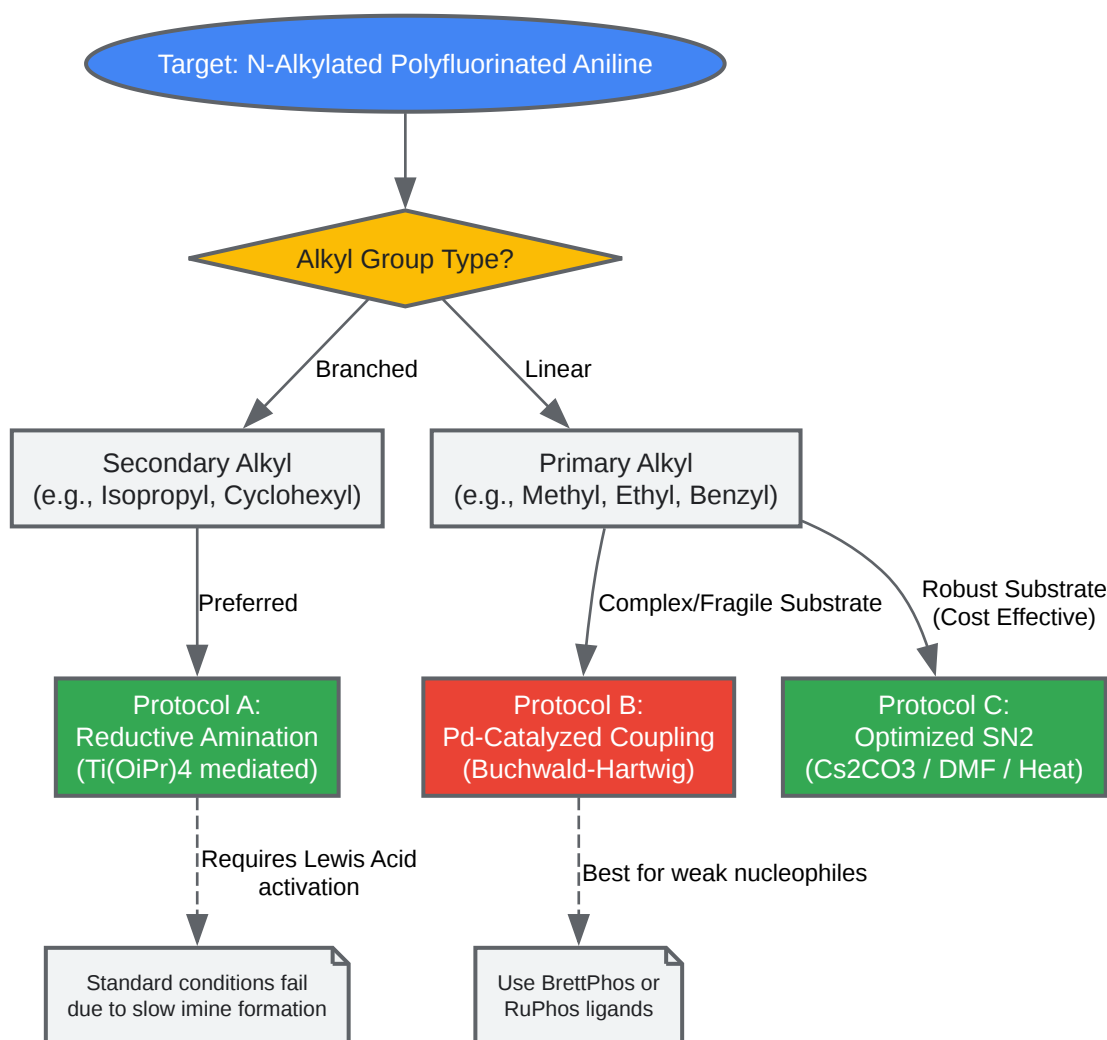 Target: N-Alkylated Polyfluorinated Aniline
Alkyl Group Type?
Branched
Linear
Secondary Alkyl
(e.g., Isopropyl, Cyclohexyl)
Primary Alkyl
(e.g., Methyl, Ethyl, Benzyl)
Preferred
Complex/Fragile Substrate
Robust Substrate
(Cost Effective)
Protocol A:
Reductive Amination
(Ti(OiPr)4 mediated)
Protocol B:
Pd-Catalyzed Coupling
(Buchwald-Hartwig)
Protocol C:
Optimized SN2
(Cs2CO3 / DMF / Heat)
Requires Lewis Acid
activation
Best for weak nucleophiles
Standard conditions fail
due to slow imine formation
Use BrettPhos or
RuPhos ligands